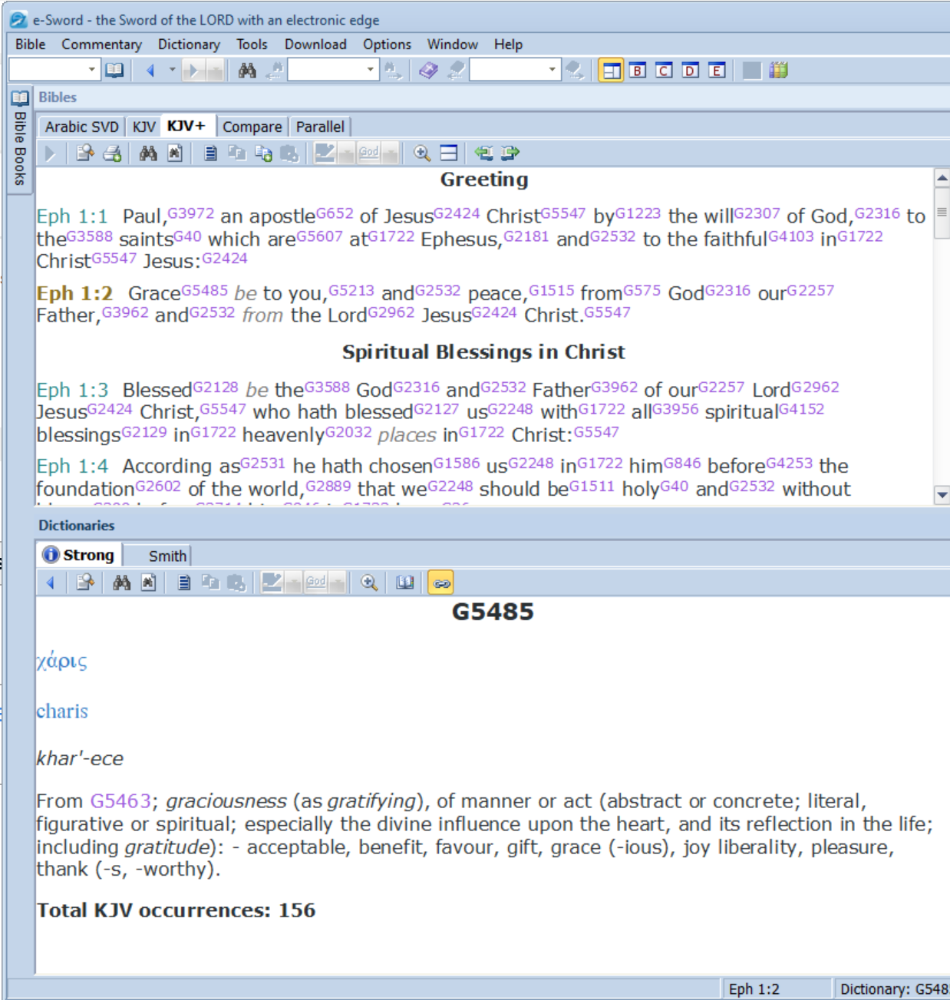 e-Sword - the Sword of the LORD with an electronic edge
Bible Commentary Dictionary Tools Download Options Window Help
B C D E
Bible Books
Bibles
Arabic SVD KJV KJV+ Compare Parallel
God
Greeting
Eph 1:1 Paul,G3972 an apostleG652 of JesusG2424 ChristG5547 byG1223 the willG2307 of God,G2316 to
theG3588 saintsG40 which areG5607 atG1722 Ephesus,G2181 andG2532 to the faithfulG4103 inG1722
ChristG5547 Jesus:G2424
Eph 1:2 GraceG5485 be to you,G5213 andG2532 peace,G1515 fromG575 GodG2316 ourG2257
Father,G3962 andG2532 from the LordG2962 JesusG2424 Christ.G5547
Spiritual Blessings in Christ
Eph 1:3 BlessedG2128 be theG3588 GodG2316 andG2532 FatherG3962 of ourG2257 LordG2962
JesusG2424 Christ,G5547 who hath blessedG2127 usG2248 withG1722 allG3956 spiritualG4152
blessingsG2129 inG1722 heavenlyG2032 places inG1722 Christ:G5547
Eph 1:4 According asG2531 he hath chosenG1586 usG2248 inG1722 himG846 beforeG4253 the
foundationG2602 of the world,G2889 that weG2248 should beG1511 holyG40 andG2532 without
Dictionaries
Strong Smith
God
G5485
χάρις
charis
khar'-ece
From G5463; graciousness (as gratifying), of manner or act (abstract or concrete; literal,
figurative or spiritual; especially the divine influence upon the heart, and its reflection in the life;
including gratitude): - acceptable, benefit, favour, gift, grace (-ious), joy liberality, pleasure,
thank (-s, -worthy).
Total KJV occurrences: 156
Eph 1:2 Dictionary: G548